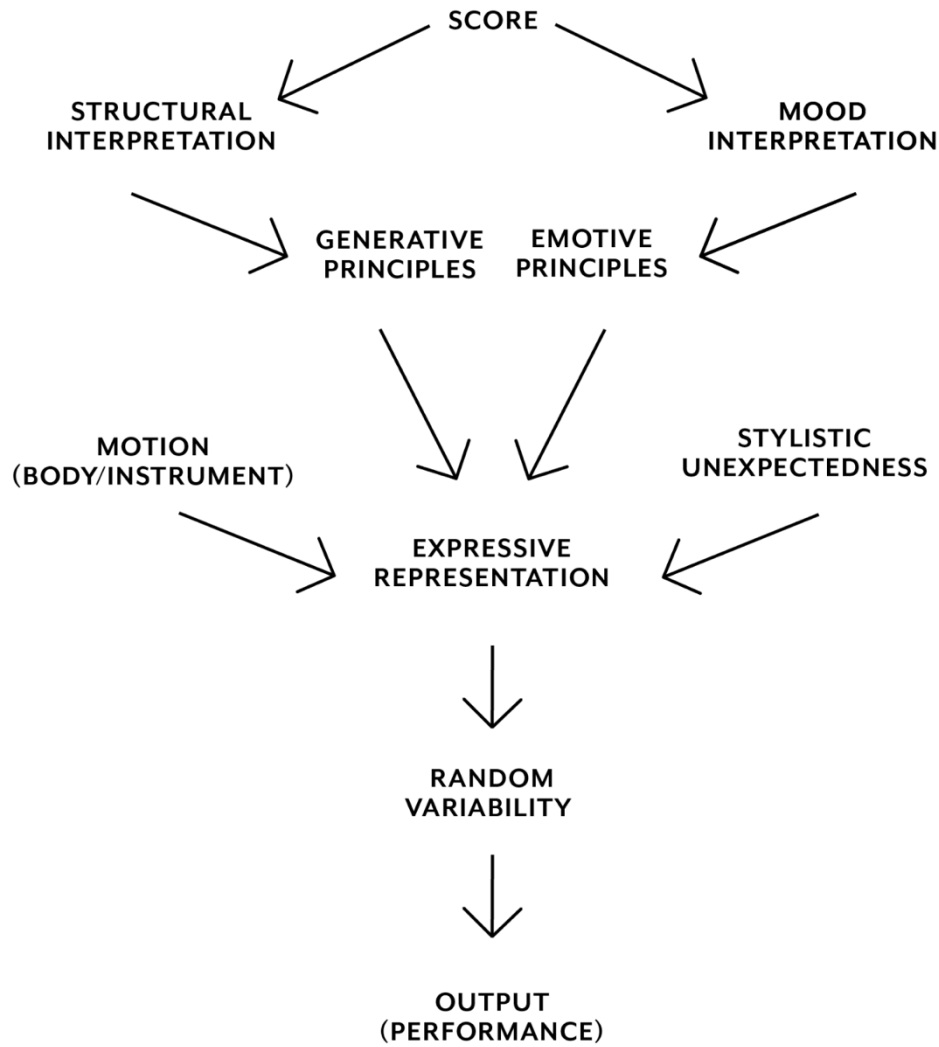 SCORE
STRUCTURAL
INTERPRETATION
MOOD
INTERPRETATION
GENERATIVE
PRINCIPLES
EMOTIVE
PRINCIPLES
MOTION
(BODY/INSTRUMENT)
STYLISTIC
UNEXPECTEDNESS
EXPRESSIVE
REPRESENTATION
RANDOM
VARIABILITY
OUTPUT
(PERFORMANCE)